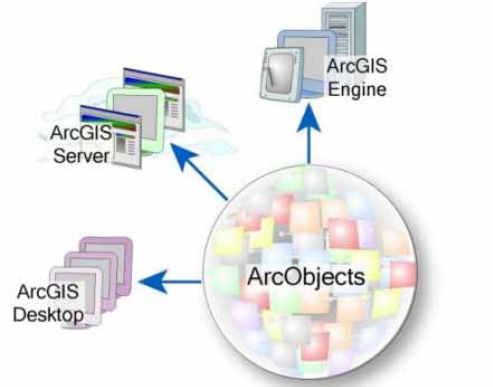 ArcGIS
Engine
ArcGIS
Server
ArcObjects
ArcGIS
Desktop